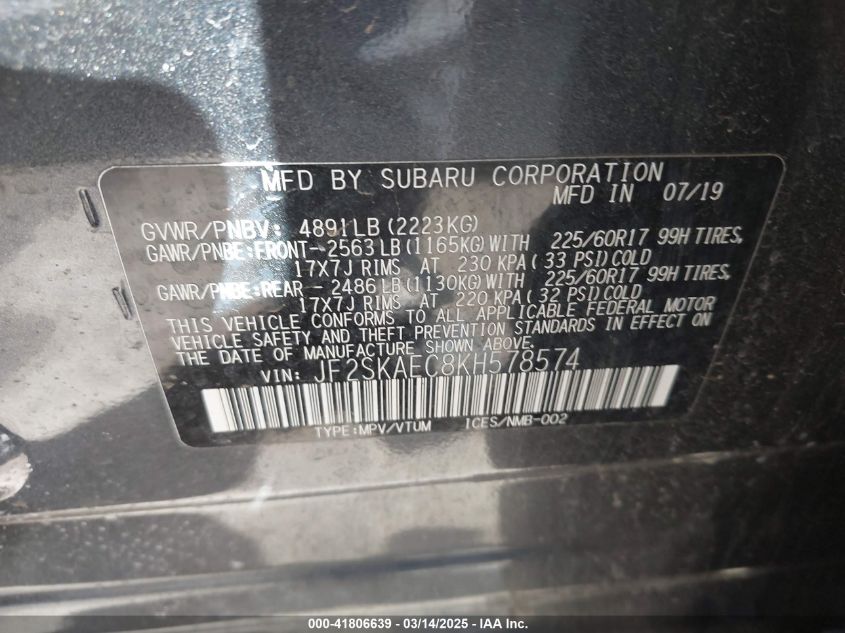 MFD BY SUBARU CORPORATION
MFD IN 07/19
GVWR/PNBV: 4891LB(2223KG)
GAWR/PNBE:FRONT-2563LB(1165KG)WITH 225/60R17 99H TIRES,
17X7J RIMS AT 230 KPA(33 PSI)COLD
GAWR/PNBE:REAR -2486LB(1130KG)WITH 225/60R17 99H TIRES,
17X7J RIMS AT 220 KPA(32 PSI)COLD
THIS VEHICLE CONFORMS TO ALL APPLICABLE FEDERAL MOTOR
VEHICLE SAFETY AND THEFT PREVENTION STANDARDS IN EFFECT ON
THE DATE OF MANUFACTURE SHOWN ABOVE.
VIN: JF2SKAEC8KH578574
TYPE:MPV/VTUM ICES/NMB-002
000-41806639 - 03/14/2025 - IAAI.COM